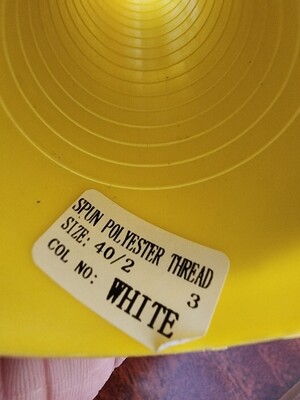 SPUN POLYESTER THREAD
SIZE: 40/2 3
COL NO: WHITE